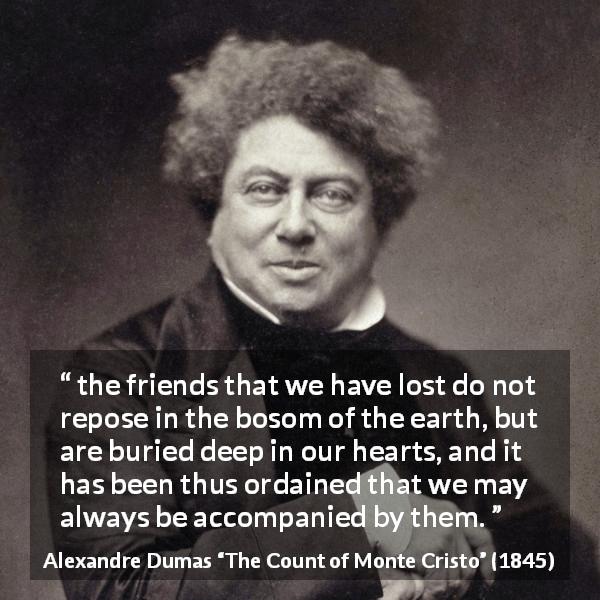 “ the friends that we have lost do not
repose in the bosom of the earth, but
are buried deep in our hearts, and it
has been thus ordained that we may
always be accompanied by them. ”
Alexandre Dumas “The Count of Monte Cristo” (1845)